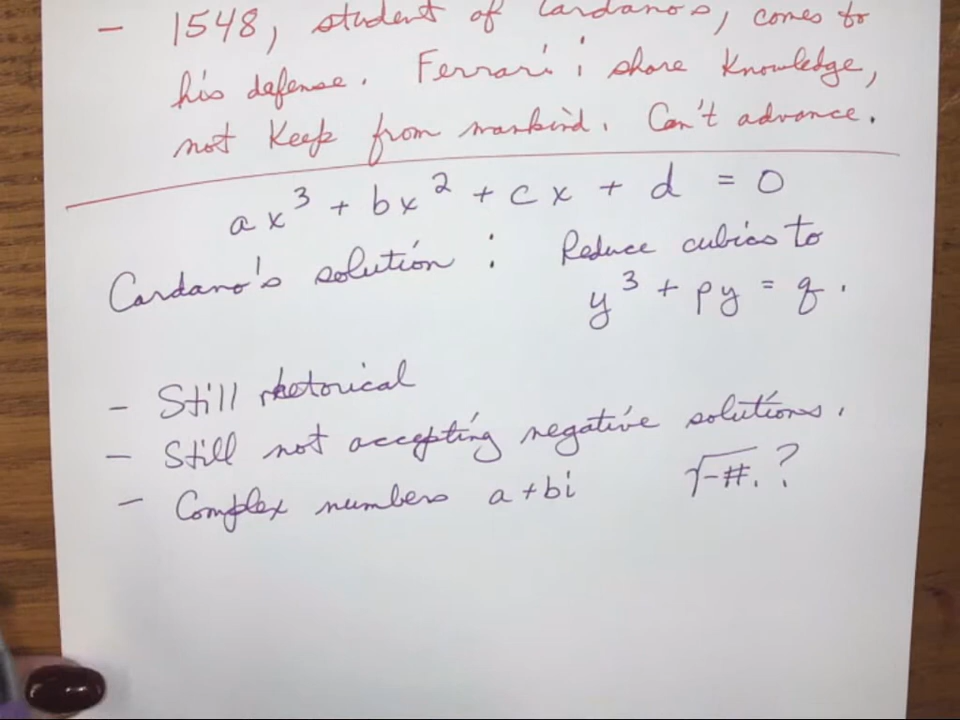 - 1548, student of Cardano's, comes to
his defense. Ferrari; share knowledge,
not keep from mankind. Can't advance.
ax³ + bx² + cx + d = 0
Cardano's solution : Reduce cubics to
y³ + py = q.
- Still rhetorical
- Still not accepting negative solutions.
- Complex numbers a+bi √-#. ?